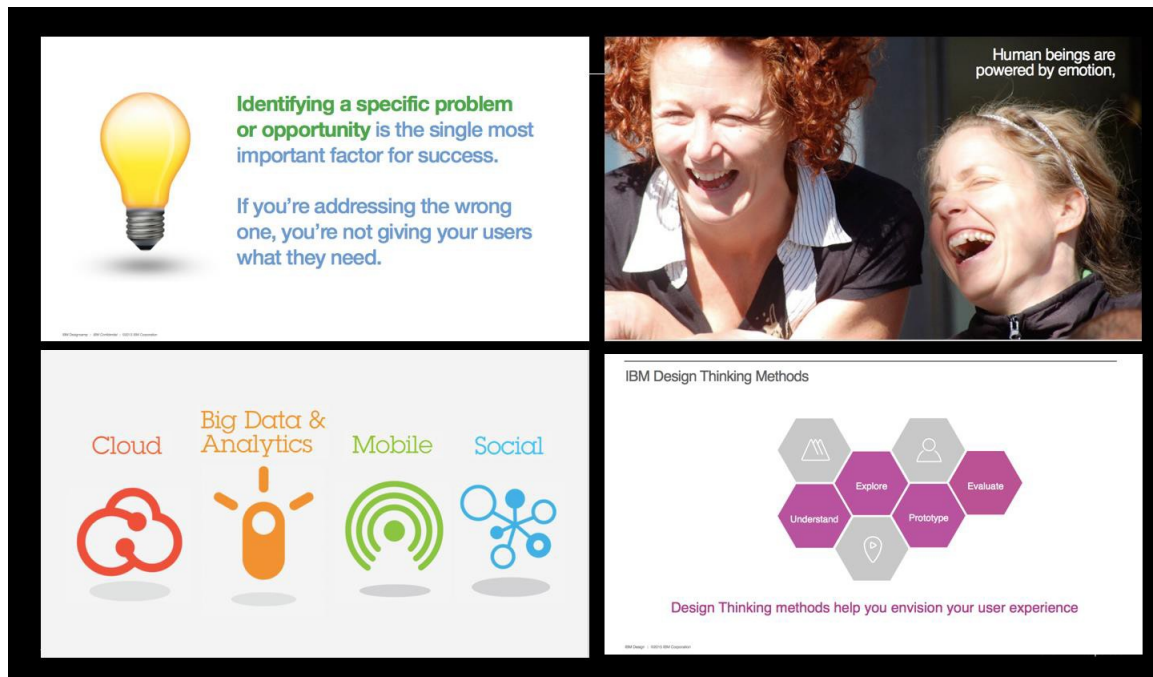 Identifying a specific problem
or opportunity is the single most
important factor for success.
If you're addressing the wrong
one, you're not giving your users
what they need.
Human beings are
powered by emotion,
Cloud
Big Data &
Analytics
Mobile
Social
IBM Design Thinking Methods
Explore
Evaluate
Understand
Prototype
Design Thinking methods help you envision your user experience